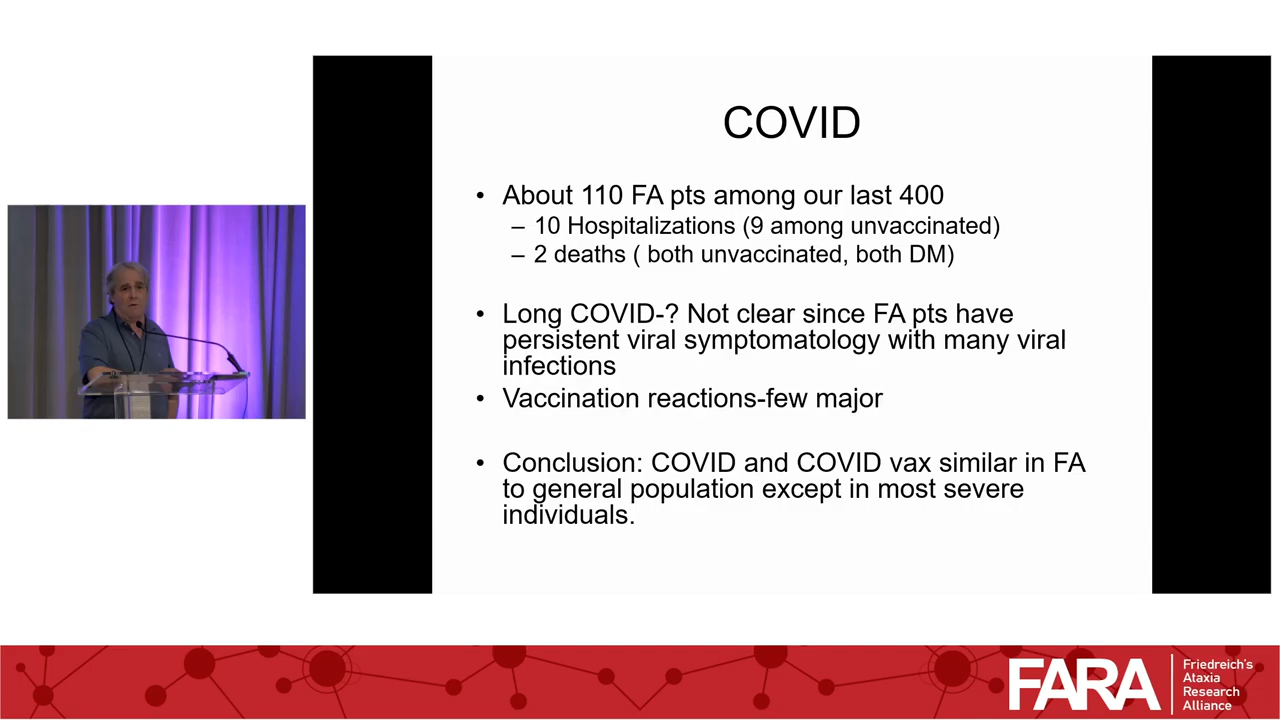 COVID
• About 110 FA pts among our last 400
– 10 Hospitalizations (9 among unvaccinated)
– 2 deaths ( both unvaccinated, both DM)
• Long COVID-? Not clear since FA pts have
persistent viral symptomatology with many viral
infections
• Vaccination reactions-few major
• Conclusion: COVID and COVID vax similar in FA
to general population except in most severe
individuals.
FARA
Friedreich's
Ataxia
Research
Alliance